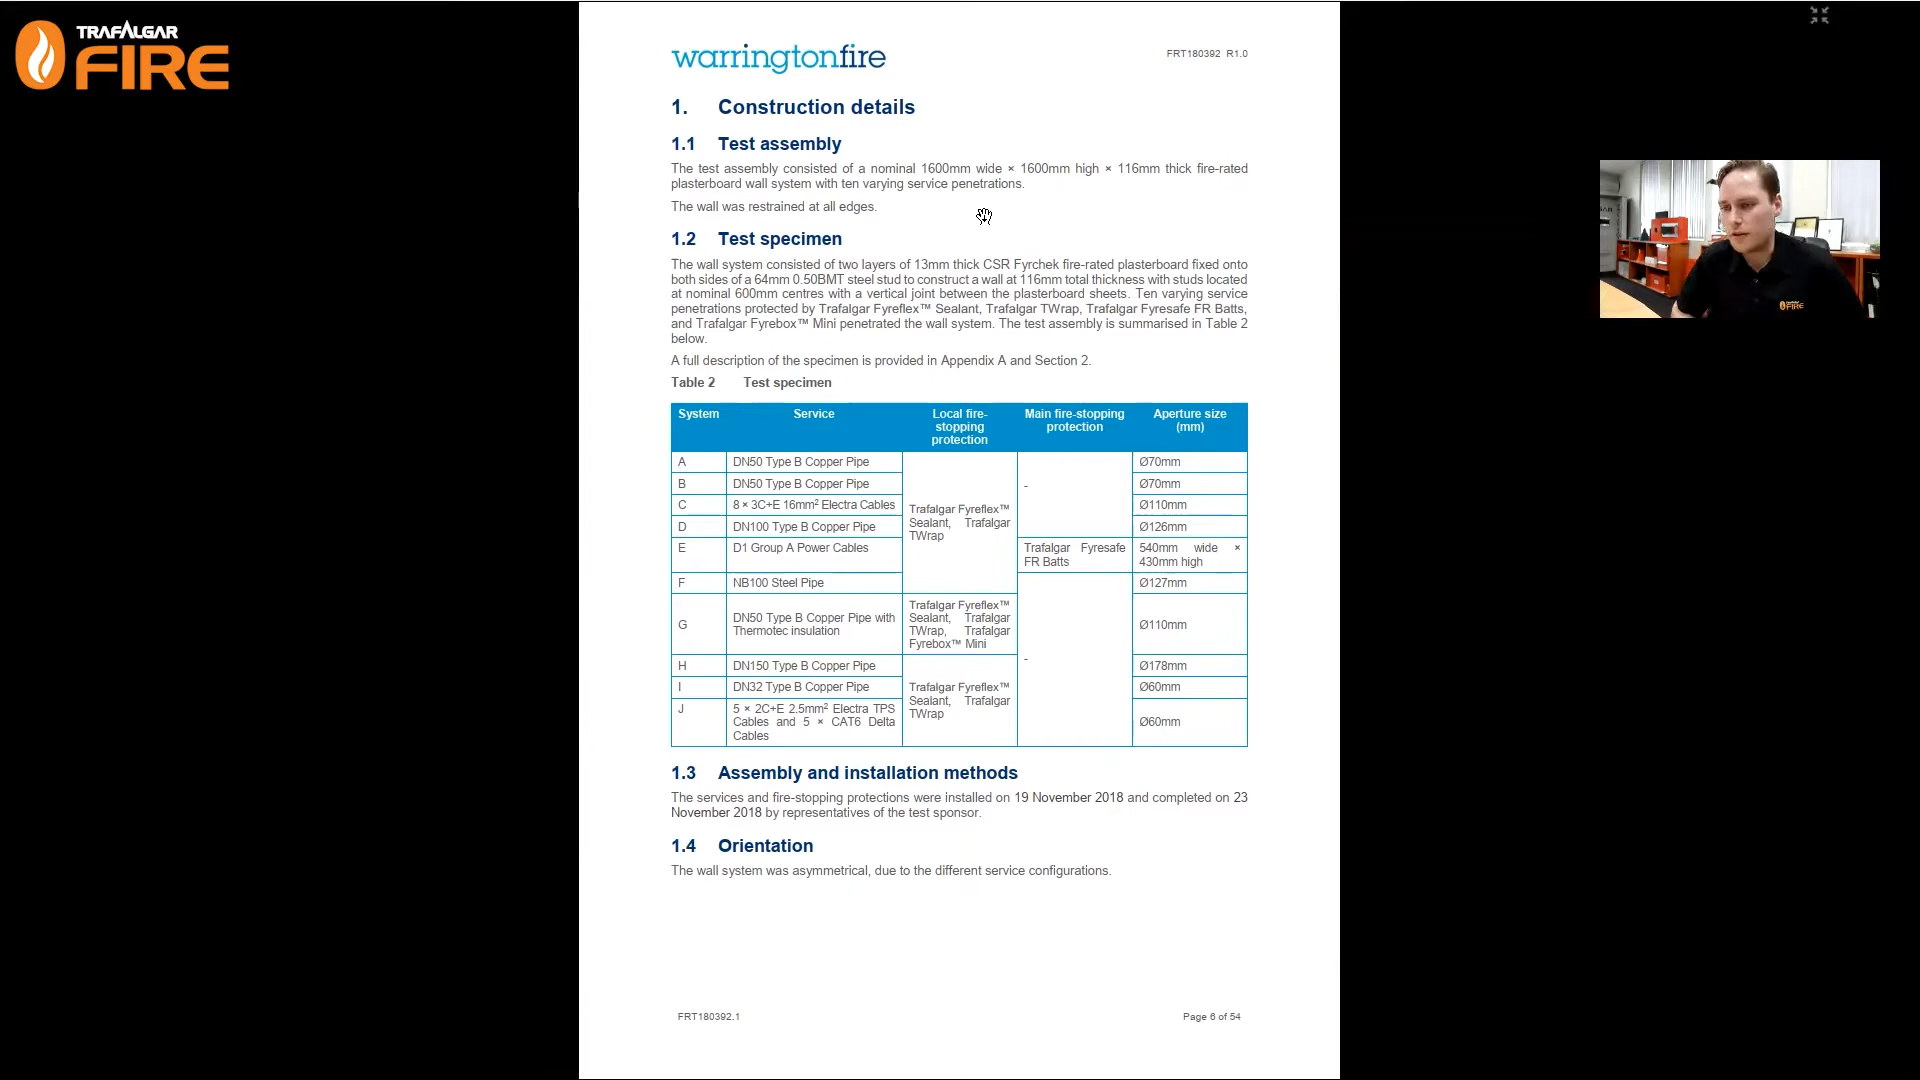 TRAFALGAR
FIRE
warringtonfire
FRT180392 R1.0
1. Construction details
1.1 Test assembly
The test assembly consisted of a nominal 1600mm wide × 1600mm high × 116mm thick fire-rated
plasterboard wall system with ten varying service penetrations.
The wall was restrained at all edges.
1.2 Test specimen
The wall system consisted of two layers of 13mm thick CSR Fyrchek fire-rated plasterboard fixed onto
both sides of a 64mm 0.50BMT steel stud to construct a wall at 116mm total thickness with studs located
at nominal 600mm centres with a vertical joint between the plasterboard sheets. Ten varying service
penetrations protected by Trafalgar Fyreflex™ Sealant, Trafalgar TWrap, Trafalgar Fyresafe FR Batts,
and Trafalgar Fyrebox™ Mini penetrated the wall system. The test assembly is summarised in Table 2
below.
A full description of the specimen is provided in Appendix A and Section 2.
Table 2 Test specimen
System Service Local fire-stopping protection Main fire-stopping protection Aperture size (mm)
A DN50 Type B Copper Pipe Ø70mm
B DN50 Type B Copper Pipe - Ø70mm
C 8 × 3C+E 16mm² Electra Cables Ø110mm
Trafalgar Fyreflex™
Sealant, Trafalgar
TWrap
D DN100 Type B Copper Pipe Ø126mm
E D1 Group A Power Cables Trafalgar Fyresafe 540mm wide ×
FR Batts 430mm high
F NB100 Steel Pipe Ø127mm
Trafalgar Fyreflex™
Sealant, Trafalgar
TWrap, Trafalgar
Fyrebox™ Mini
G DN50 Type B Copper Pipe with
Thermotec insulation Ø110mm
-
H DN150 Type B Copper Pipe Ø178mm
I DN32 Type B Copper Pipe Ø60mm
Trafalgar Fyreflex™
Sealant, Trafalgar
TWrap
J 5 × 2C+E 2.5mm² Electra TPS
Cables and 5 × CAT6 Delta
Cables Ø60mm
1.3 Assembly and installation methods
The services and fire-stopping protections were installed on 19 November 2018 and completed on 23
November 2018 by representatives of the test sponsor.
1.4 Orientation
The wall system was asymmetrical, due to the different service configurations.
FRT180392.1
Page 6 of 54
FIRE